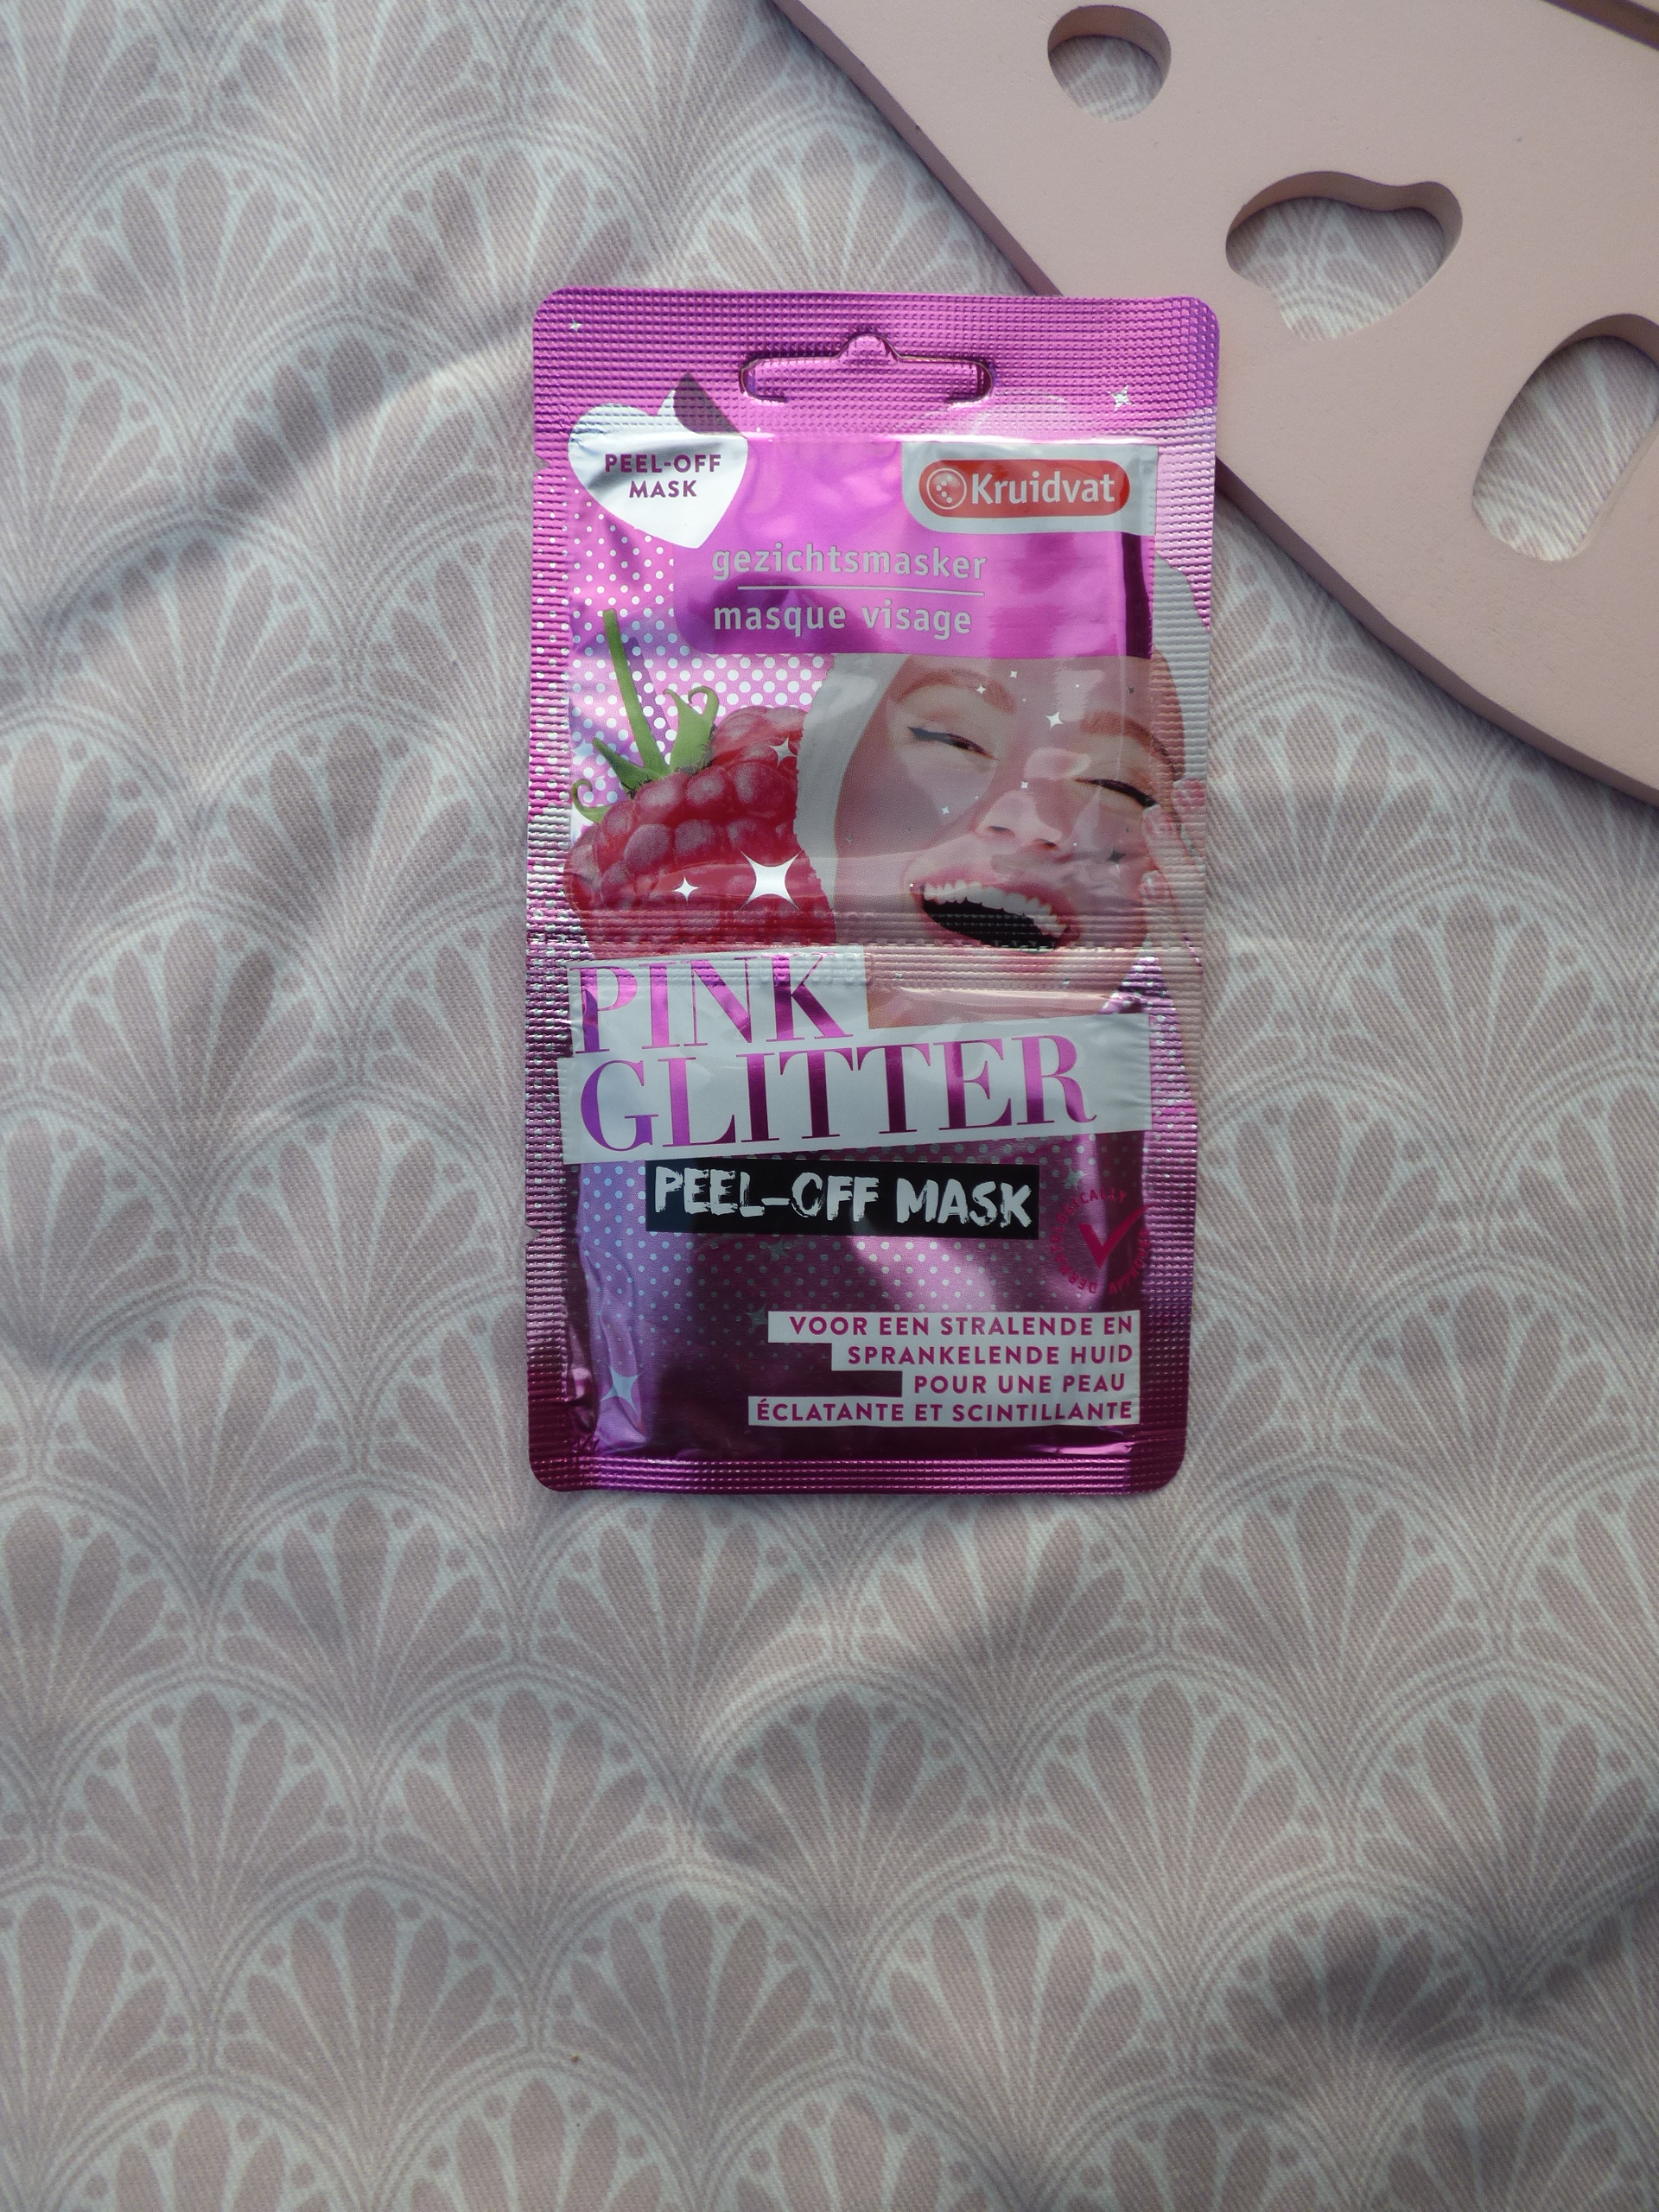 PEEL-OFF
MASK
Kruidvat
gezichtsmasker
masque visage
PINK
GLITTER
PEEL-OFF MASK
VOOR EEN STRALENDE EN
SPRANKELENDE HUID
POUR UNE PEAU
ÉCLATANTE ET SCINTILLANTE